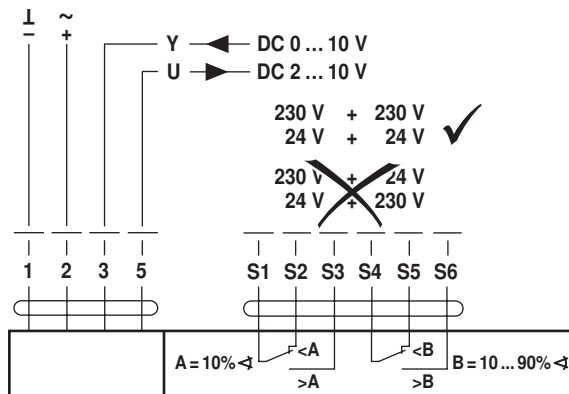 ⊥ ~
– +
Y DC 0 ... 10 V
U DC 2 ... 10 V
230 V + 230 V
24 V + 24 V
230 V + 24 V
24 V + 230 V
1 2 3 5 S1 S2 S3 S4 S5 S6
A = 10% ∢ <A <B B = 10 ... 90% ∢
>A >B